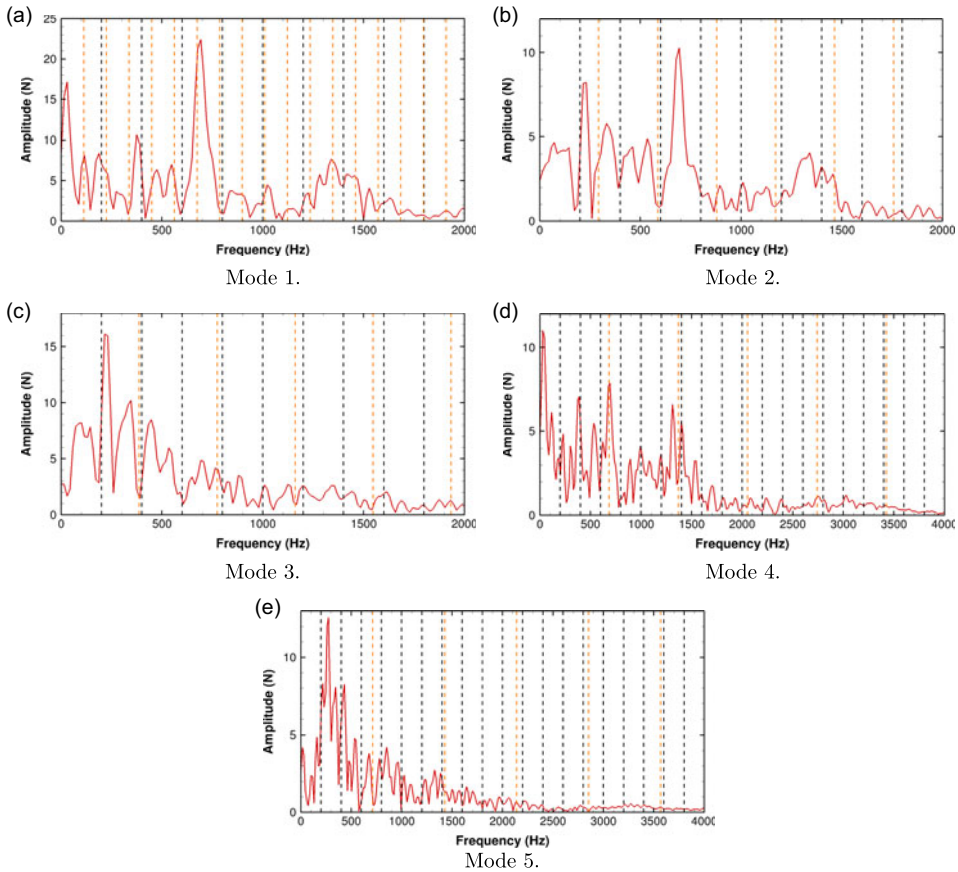 (a)
25
20
15
10
5
0
Amplitude (N)
0 500 1000 1500 2000
Frequency (Hz)
Mode 1.
(b)
10
5
0
Amplitude (N)
0 500 1000 1500 2000
Frequency (Hz)
Mode 2.
(c)
15
10
5
0
Amplitude (N)
0 500 1000 1500 2000
Frequency (Hz)
Mode 3.
(d)
10
5
0
Amplitude (N)
0 500 1000 1500 2000 2500 3000 3500 4000
Frequency (Hz)
Mode 4.
(e)
10
5
0
Amplitude (N)
0 500 1000 1500 2000 2500 3000 3500 4000
Frequency (Hz)
Mode 5.